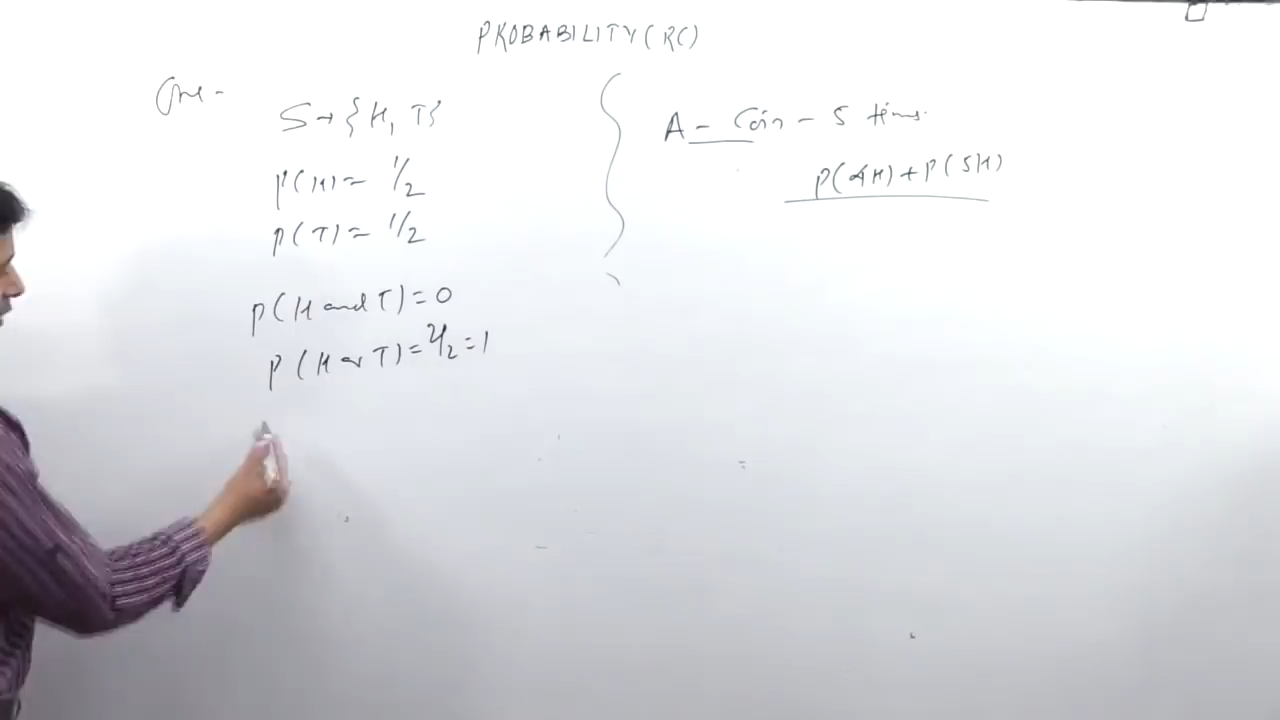 PROBABILITY (RC)
One -
S → {H, T}
P(H) = 1/2
P(T) = 1/2
P(H and T) = 0
P(H or T) = 2/2 = 1
A - Coin - 5 times.
P(4H) + P(5H)